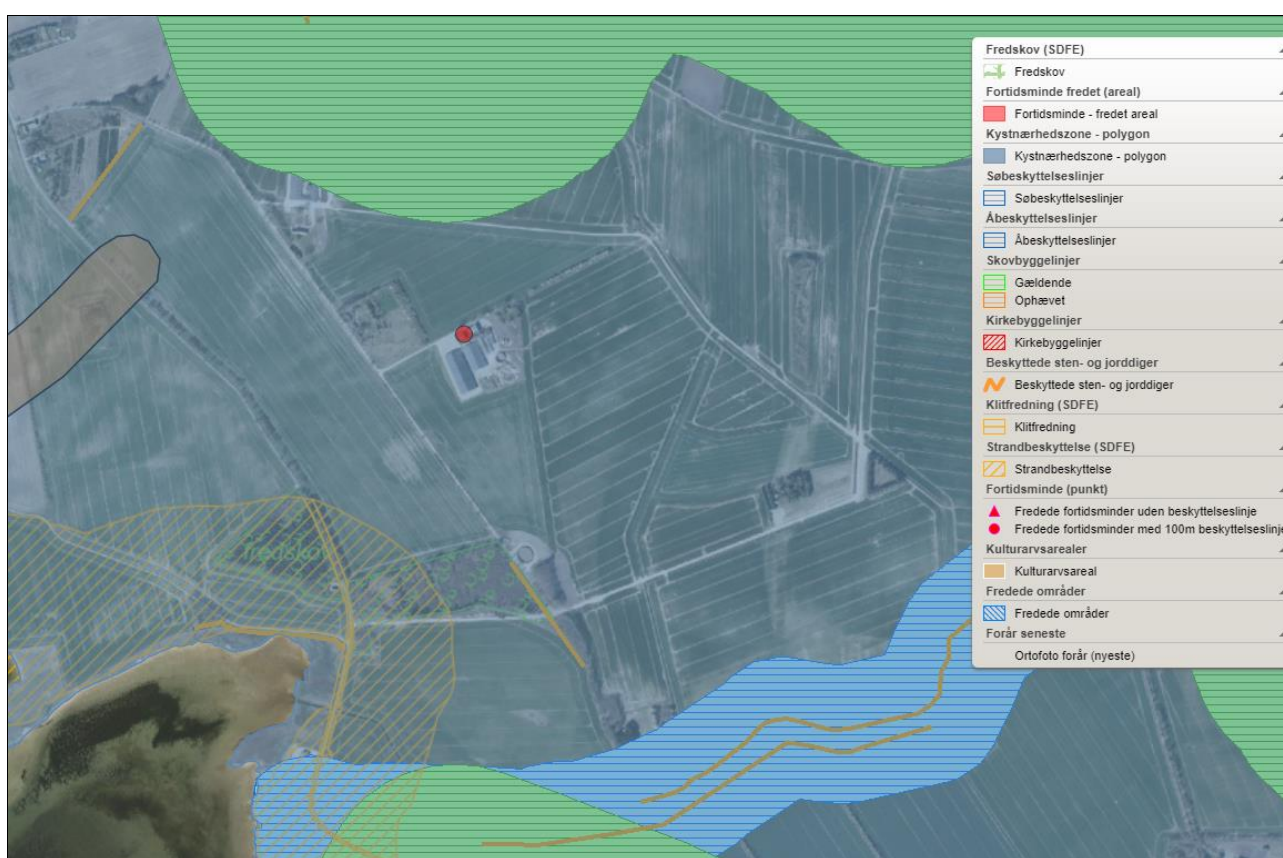 Fredskov (SDFE)
Fredskov
Fortidsminde fredet (areal)
Fortidsminde - fredet areal
Kystnærhedszone - polygon
Kystnærhedszone - polygon
Søbeskyttelseslinjer
Søbeskyttelseslinjer
Åbeskyttelseslinjer
Åbeskyttelseslinjer
Skovbyggelinjer
Gældende
Ophævet
Kirkebyggelinjer
Kirkebyggelinjer
Beskyttede sten- og jorddiger
Beskyttede sten- og jorddiger
Klitfredning (SDFE)
Klitfredning
Strandbeskyttelse (SDFE)
Strandbeskyttelse
Fortidsminde (punkt)
Fredede fortidsminder uden beskyttelseslinje
Fredede fortidsminder med 100m beskyttelseslinje
Kulturarvsarealer
Kulturarvsareal
Fredede områder
Fredede områder
Forår seneste
Ortofoto forår (nyeste)
fredskov